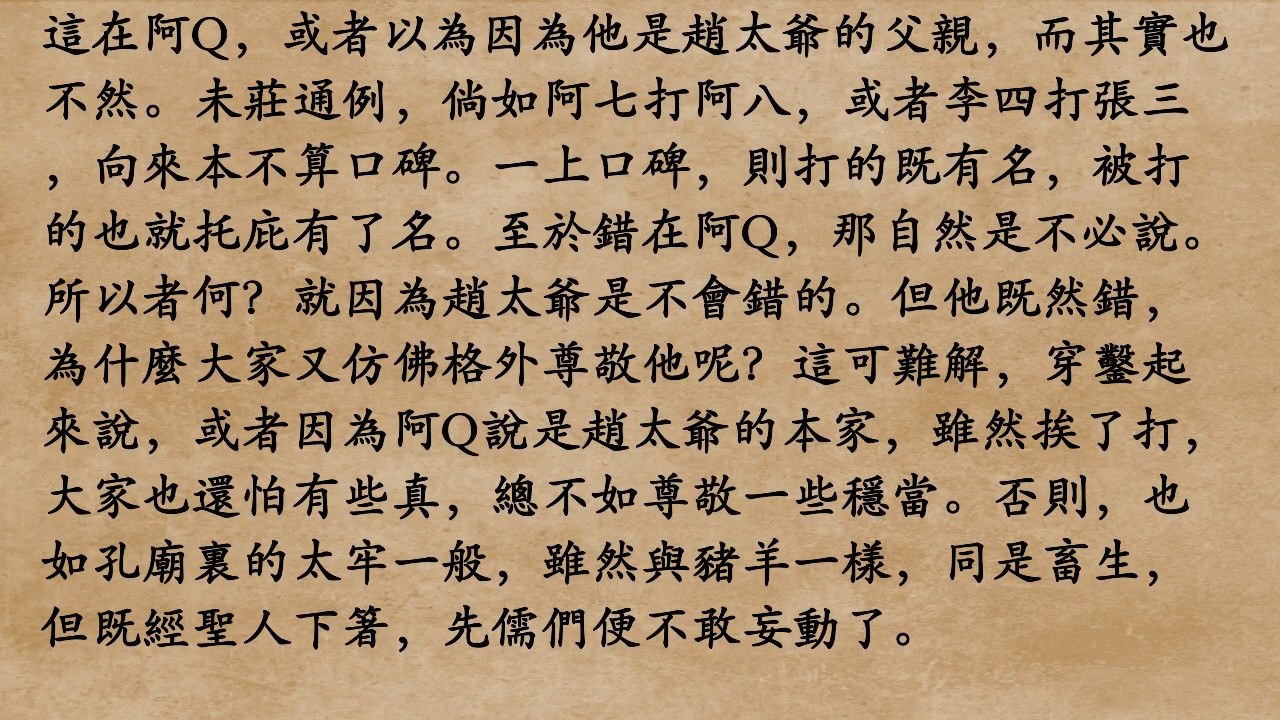 這在阿Q，或者以為因為他是趙太爺的父親，而其實也
不然。未莊通例，倘如阿七打阿八，或者李四打張三
，向來本不算口碑。一上口碑，則打的既有名，被打
的也就托庇有了名。至於錯在阿Q，那自然是不必說。
所以者何？就因為趙太爺是不會錯的。但他既然錯，
為什麼大家又仿佛格外尊敬他呢？這可難解，穿鑿起
來說，或者因為阿Q說是趙太爺的本家，雖然挨了打，
大家也還怕有些真，總不如尊敬一些穩當。否則，也
如孔廟裏的太牢一般，雖然與豬羊一樣，同是畜生，
但既經聖人下箸，先儒們便不敢妄動了。